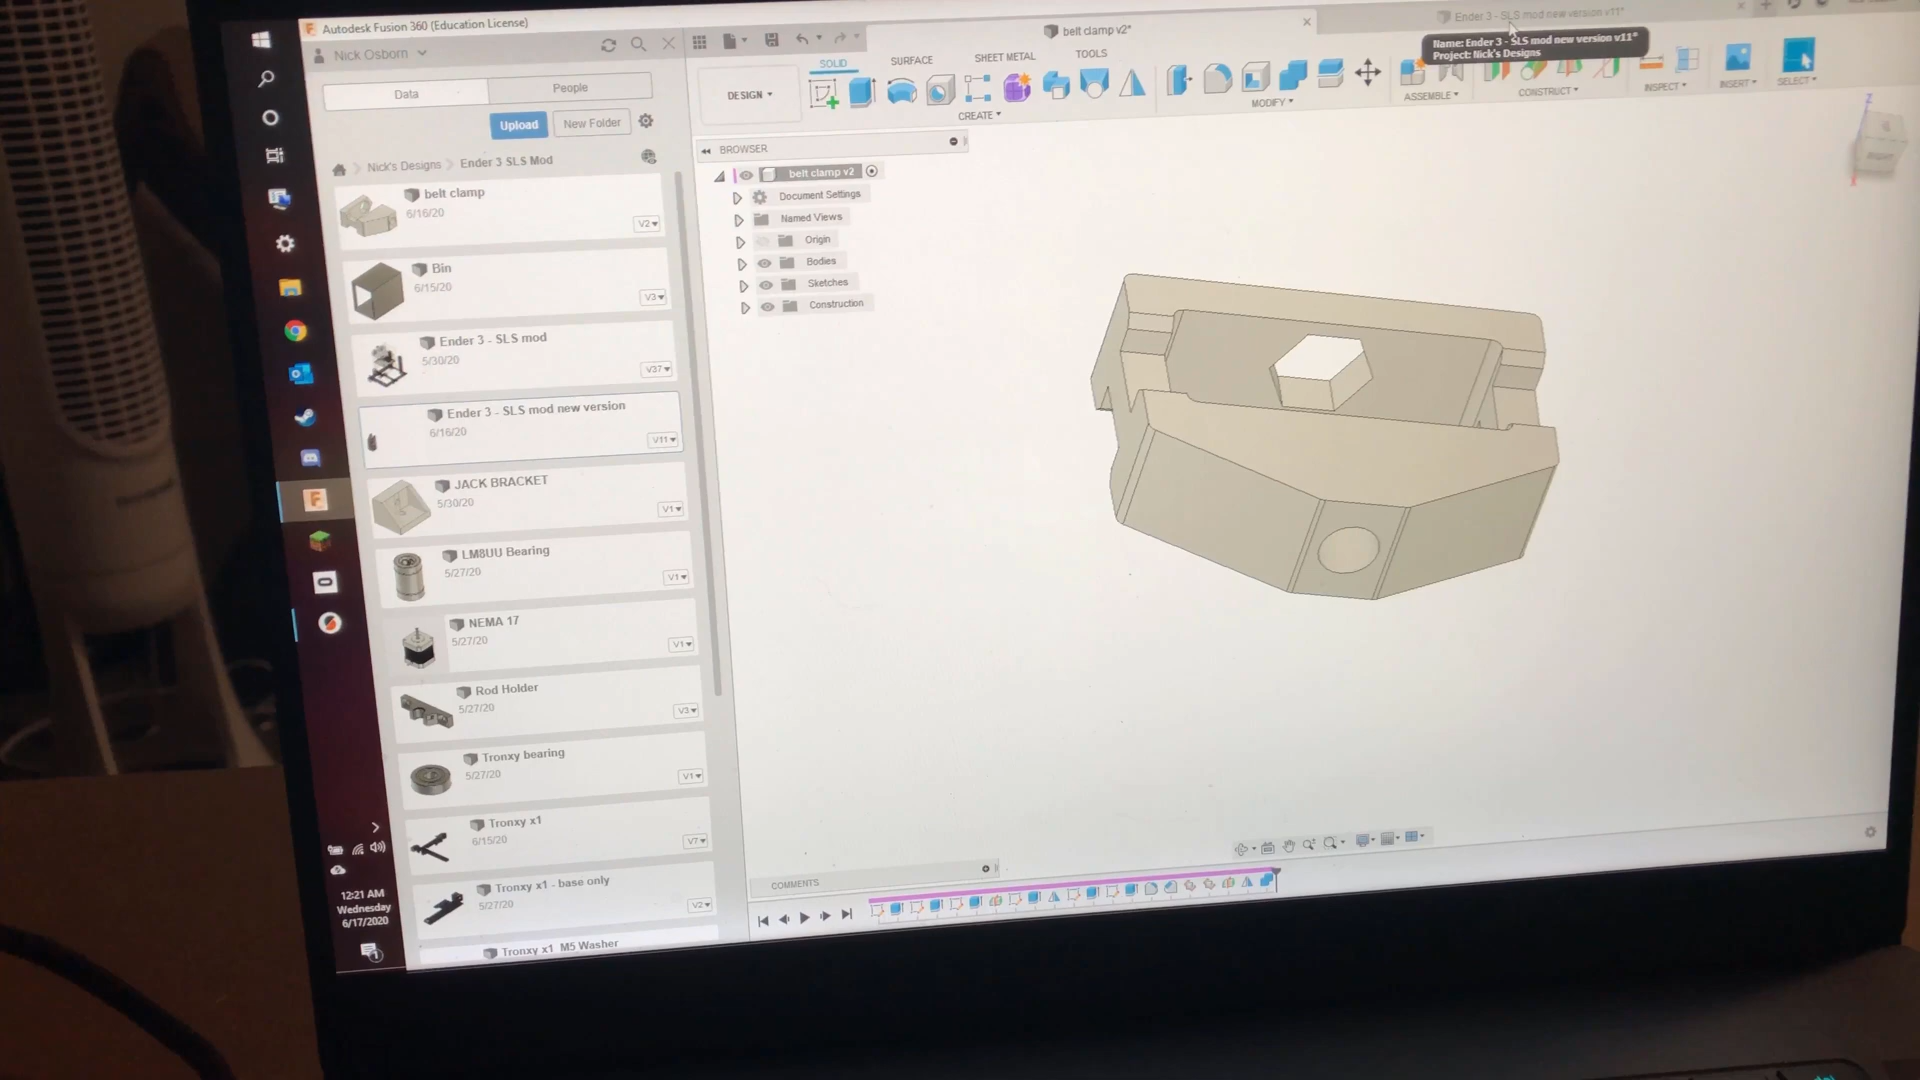 Autodesk Fusion 360 (Education License)
Nick Osborn
Data
People
Upload
New Folder
Nick's Designs
Ender 3 SLS Mod
belt clamp
6/16/20
V2
Bin
6/15/20
V3
Ender 3 - SLS mod
5/30/20
V37
Ender 3 - SLS mod new version
6/16/20
V11
JACK BRACKET
5/30/20
V1
LM8UU Bearing
5/27/20
V1
NEMA 17
5/27/20
V1
Rod Holder
5/27/20
V3
Tronxy bearing
5/27/20
V1
Tronxy x1
6/15/20
V7
Tronxy x1 - base only
5/27/20
V2
Tronxy x1 M5 Washer
belt clamp v2*
Ender 3 - SLS mod new version v11*
Name: Ender 3 - SLS mod new version v11*
Project: Nick's Designs
SOLID
SURFACE
SHEET METAL
TOOLS
DESIGN
CREATE
MODIFY
ASSEMBLE
CONSTRUCT
INSPECT
INSERT
SELECT
BROWSER
belt clamp v2
Document Settings
Named Views
Origin
Bodies
Sketches
Construction
Z
COMMENTS
12:21 AM
Wednesday
6/17/2020